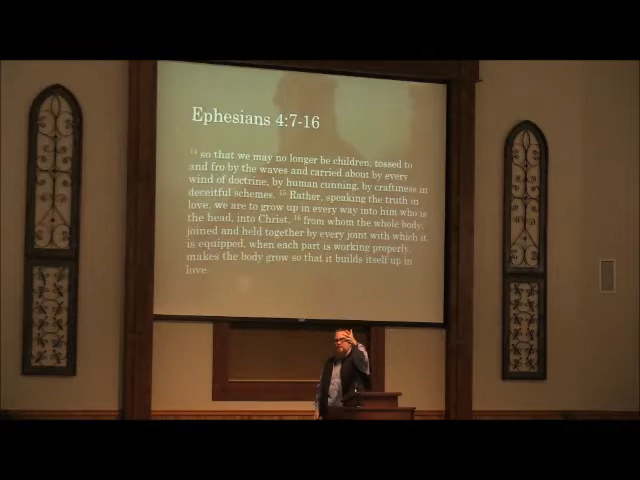 Ephesians 4:7-16
14 so that we may no longer be children, tossed to
and fro by the waves and carried about by every
wind of doctrine, by human cunning, by craftiness in
deceitful schemes. 15 Rather, speaking the truth in
love, we are to grow up in every way into him who is
the head, into Christ, 16 from whom the whole body,
joined and held together by every joint with which it
is equipped, when each part is working properly,
makes the body grow so that it builds itself up in
love